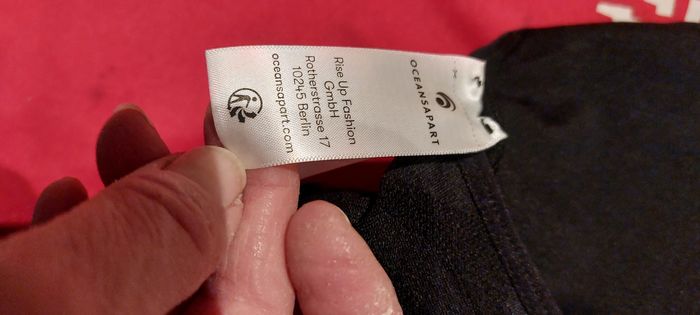 OCEANSAPART
Rise Up Fashion
GmbH
Rotherstrasse 17
10245 Berlin
oceansapart.com